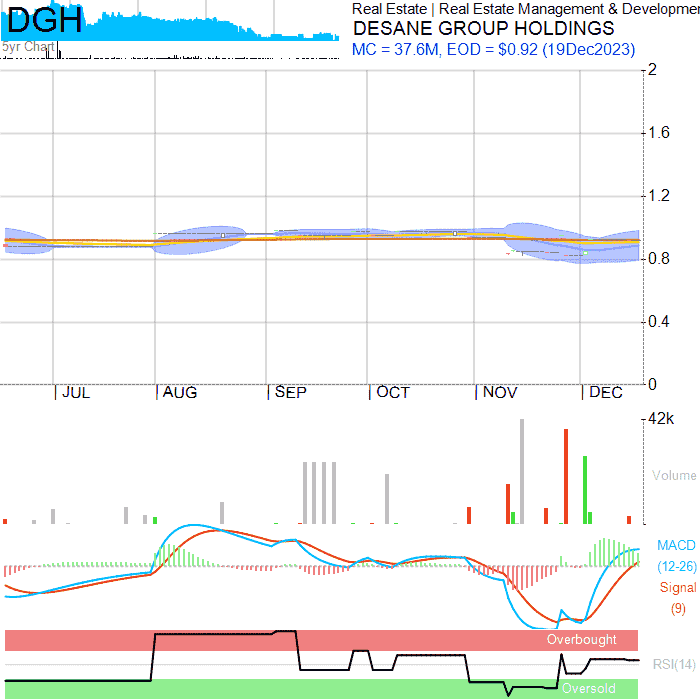 DGH
5yr Chart
Real Estate | Real Estate Management & Developmen
DESANE GROUP HOLDINGS
MC = 37.6M, EOD = $0.92 (19Dec2023)
2
1.6
1.2
0.8
0.4
0
JUL
AUG
SEP
OCT
NOV
DEC
42k
Volume
MACD
(12-26)
Signal
(9)
Overbought
RSI(14)
Oversold